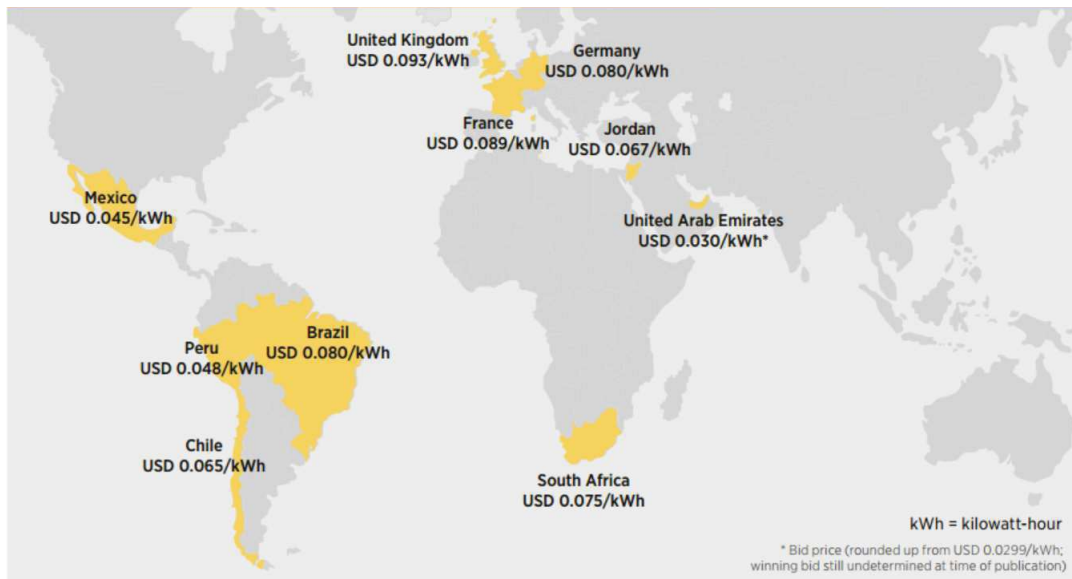 United Kingdom
USD 0.093/kWh
Germany
USD 0.080/kWh
France
USD 0.089/kWh
Jordan
USD 0.067/kWh
Mexico
USD 0.045/kWh
United Arab Emirates
USD 0.030/kWh*
Brazil
USD 0.080/kWh
Peru
USD 0.048/kWh
Chile
USD 0.065/kWh
South Africa
USD 0.075/kWh
kWh = kilowatt-hour
* Bid price (rounded up from USD 0.0299/kWh;
winning bid still undetermined at time of publication)